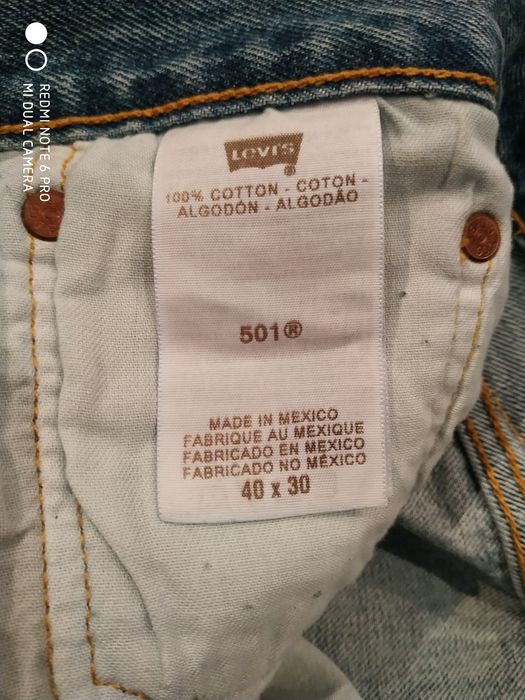 LEVI'S
®
100% COTTON - COTON -
ALGODÓN - ALGODÃO
501®
MADE IN MEXICO
FABRIQUE AU MEXIQUE
FABRICADO EN MEXICO
FABRICADO NO MÉXICO
40 x 30
REDMI NOTE 6 PRO
MI DUAL CAMERA